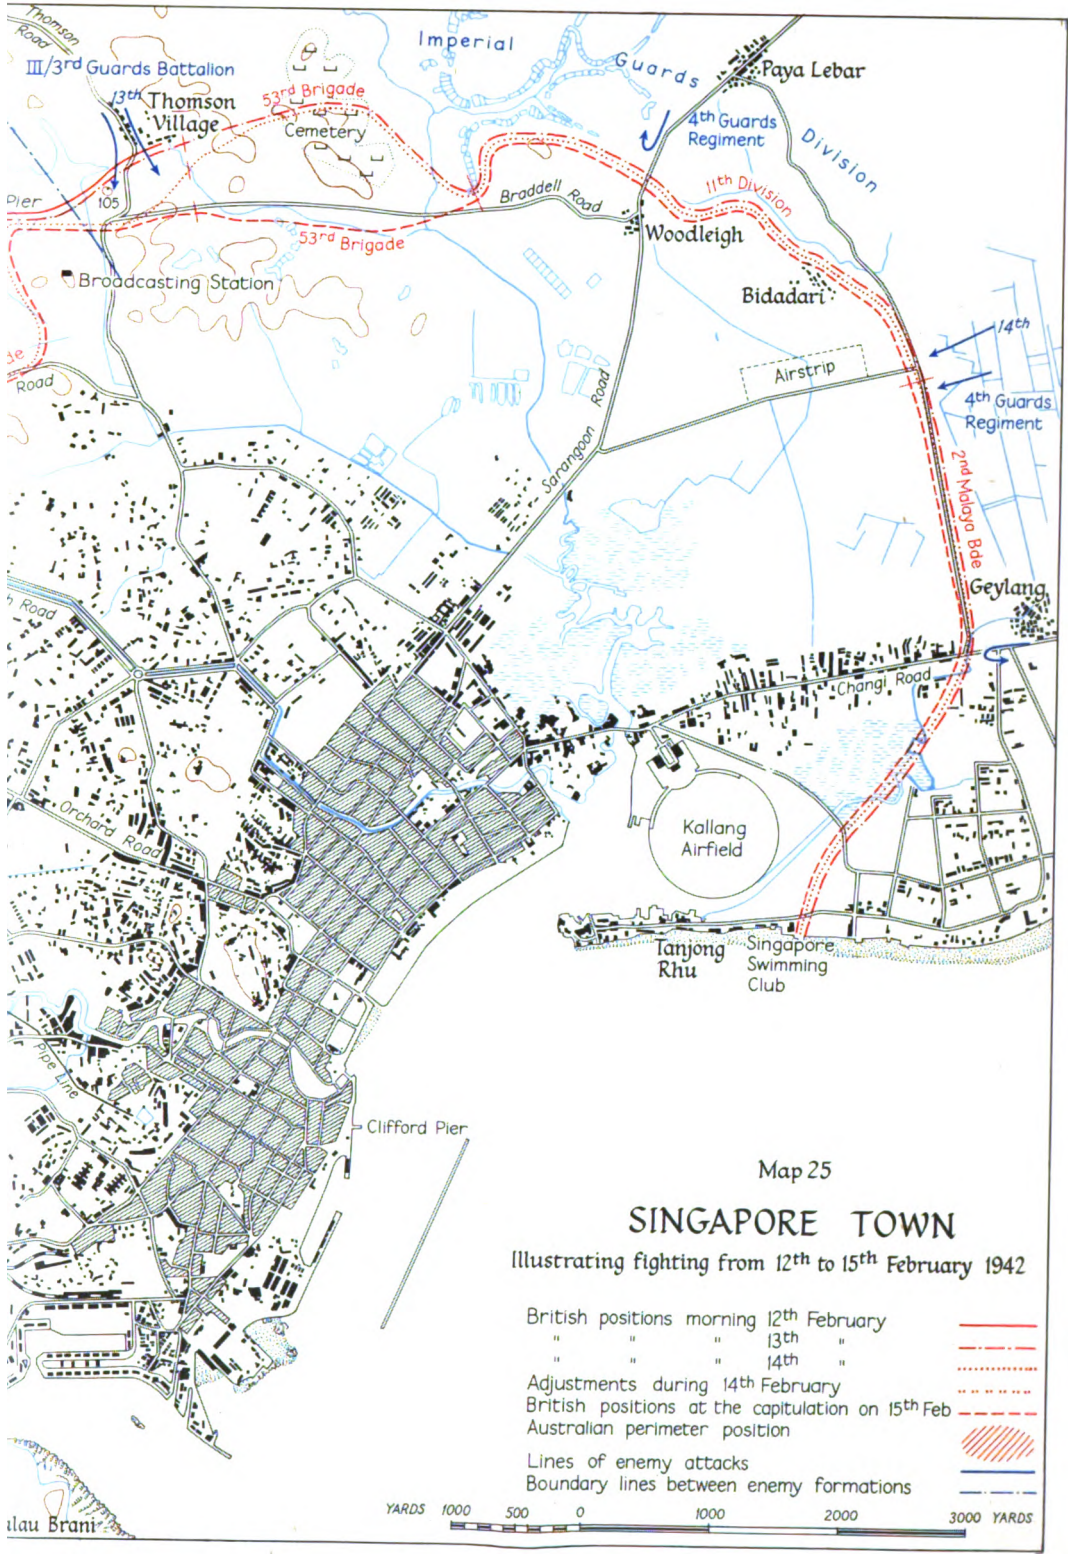 Thomson
Road
III/3rd Guards Battalion
13th
Thomson
Village
53rd Brigade
Cemetery
Imperial
Guards
Division
Paya Lebar
4th Guards
Regiment
11th Division
Pier
105
Braddell Road
53rd Brigade
Woodleigh
Broadcasting Station
Bidadari
14th
de
Road
Airstrip
4th Guards
Regiment
Sarangoon
Road
2nd Malaya Bde
Geylang
h Road
Changi Road
Orchard Road
Kallang
Airfield
Tanjong
Rhu
Singapore
Swimming
Club
Pipe Line
Clifford Pier
Map 25
SINGAPORE TOWN
Illustrating fighting from 12th to 15th February 1942
British positions morning 12th February
" " " 13th "
" " " 14th "
Adjustments during 14th February
British positions at the capitulation on 15th Feb
Australian perimeter position
Lines of enemy attacks
Boundary lines between enemy formations
YARDS 1000 500 0 1000 2000 3000 YARDS
ulau Brani